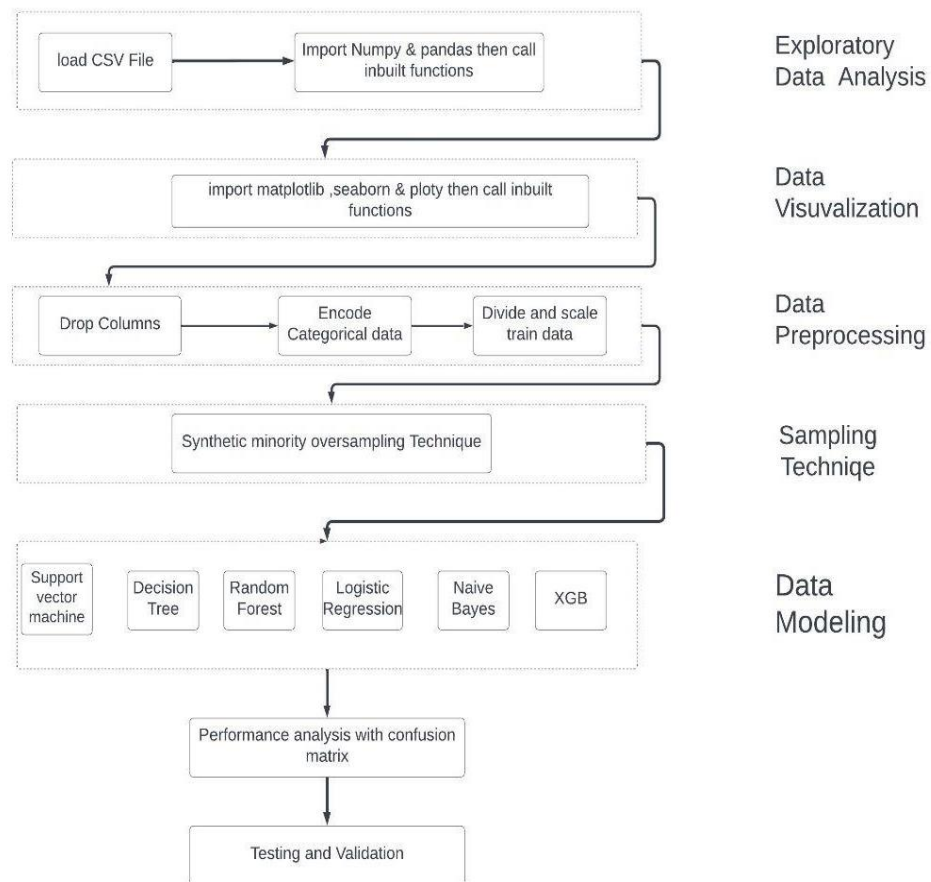 load CSV File
Import Numpy & pandas then call
inbuilt functions
Exploratory
Data Analysis
import matplotlib ,seaborn & ploty then call inbuilt
functions
Data
Visuvalization
Drop Columns
Encode
Categorical data
Divide and scale
train data
Data
Preprocessing
Synthetic minority oversampling Technique
Sampling
Techniqe
Support
vector
machine
Decision
Tree
Random
Forest
Logistic
Regression
Naive
Bayes
XGB
Data
Modeling
Performance analysis with confusion
matrix
Testing and Validation